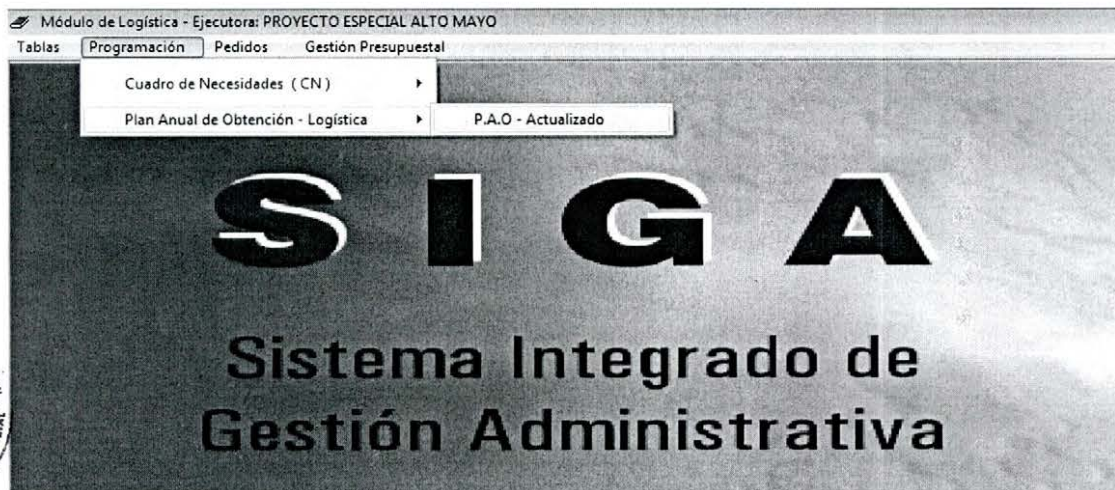 Módulo de Logística - Ejecutora: PROYECTO ESPECIAL ALTO MAYO
Tablas Programación Pedidos Gestión Presupuestal
Cuadro de Necesidades ( CN )
Plan Anual de Obtención - Logística P.A.O - Actualizado
SIGA
Sistema Integrado de
Gestión Administrativa